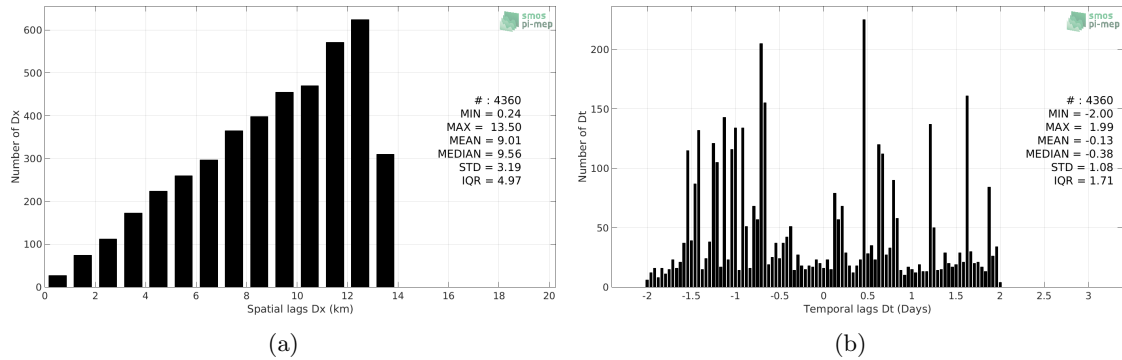 smos
pi-mep
600
500
400
300
200
100
0
Number of Dx
# : 4360
MIN = 0.24
MAX = 13.50
MEAN = 9.01
MEDIAN = 9.56
STD = 3.19
IQR = 4.97
0 2 4 6 8 10 12 14 16 18 20
Spatial lags Dx (km)
(a)
smos
pi-mep
200
150
100
50
0
Number of Dt
# : 4360
MIN = -2.00
MAX = 1.99
MEAN = -0.13
MEDIAN = -0.38
STD = 1.08
IQR = 1.71
-2 -1.5 -1 -0.5 0 0.5 1 1.5 2 2.5 3
Temporal lags Dt (Days)
(b)